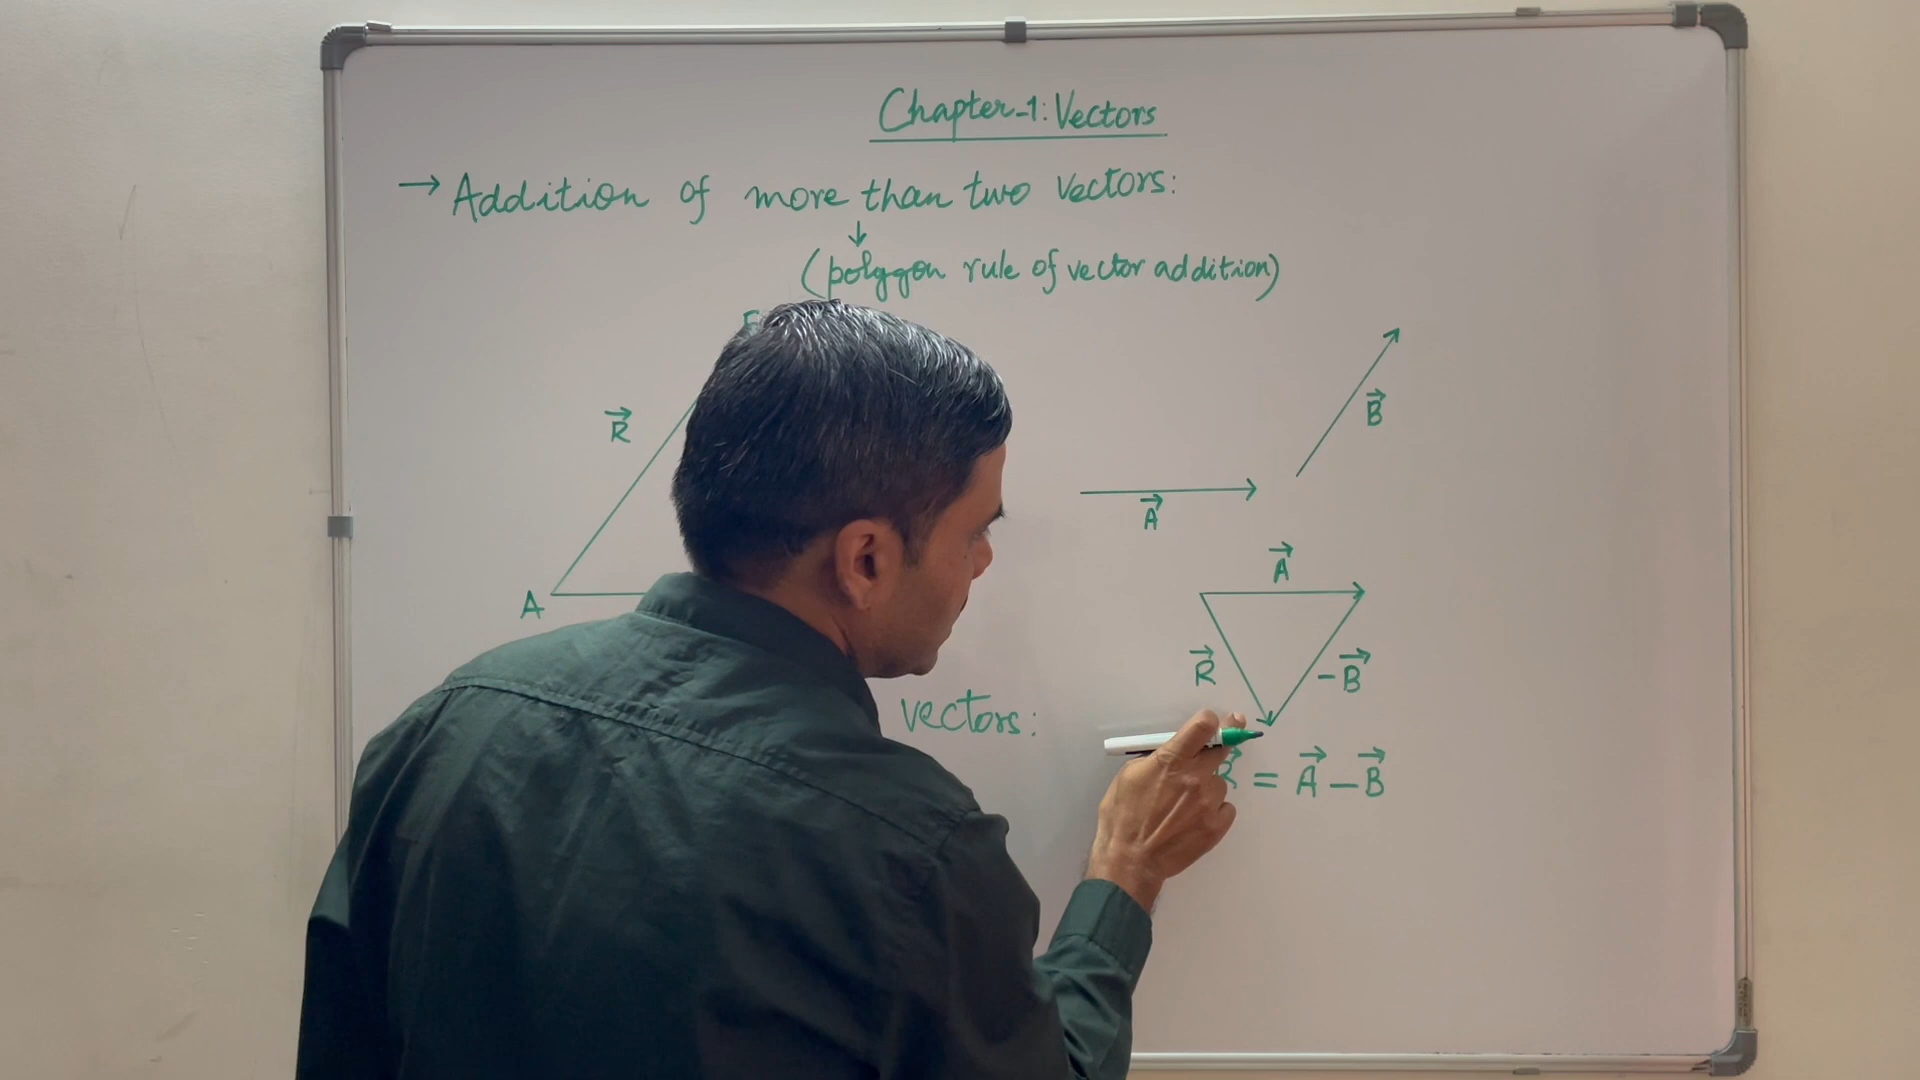 Chapter-1: Vectors
→ Addition of more than two vectors:
↓
(polygon rule of vector addition)
E
R⃗
B⃗
A⃗
A⃗
A
R⃗
-B⃗
vectors:
R⃗ = A⃗ - B⃗